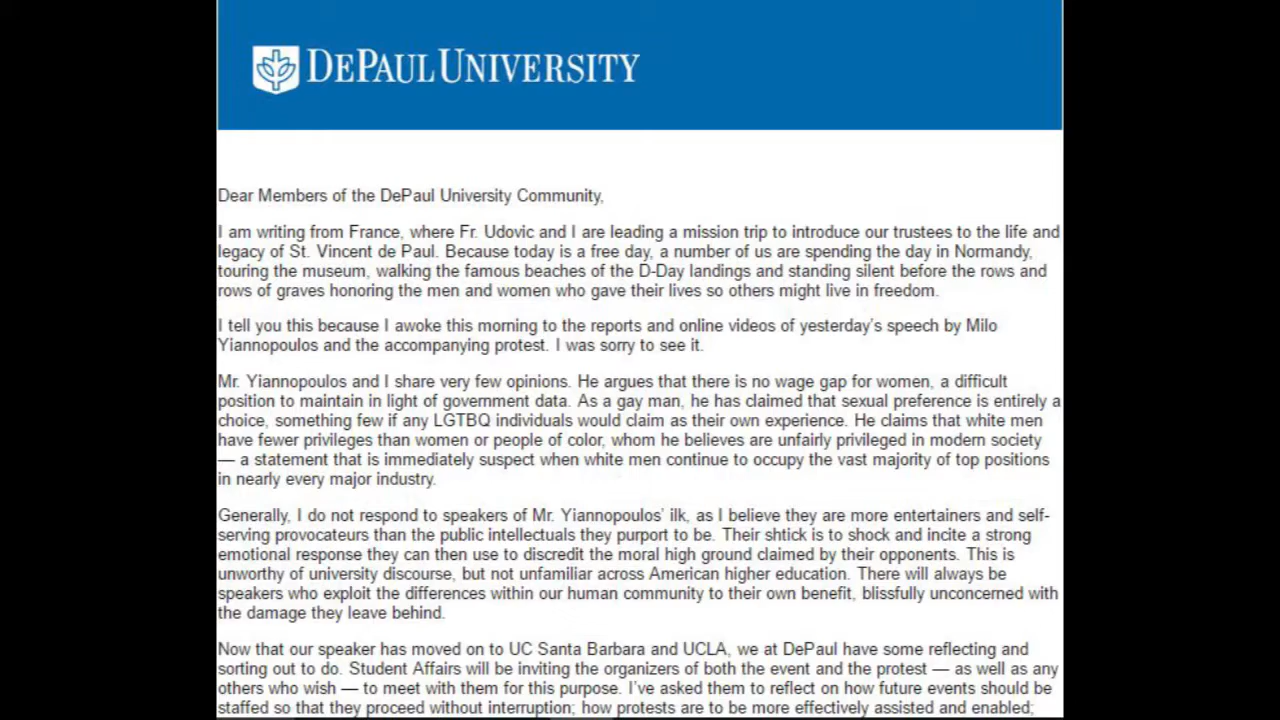 DEPAUL UNIVERSITY
Dear Members of the DePaul University Community,
I am writing from France, where Fr. Udovic and I are leading a mission trip to introduce our trustees to the life and
legacy of St. Vincent de Paul. Because today is a free day, a number of us are spending the day in Normandy,
touring the museum, walking the famous beaches of the D-Day landings and standing silent before the rows and
rows of graves honoring the men and women who gave their lives so others might live in freedom.
I tell you this because I awoke this morning to the reports and online videos of yesterday's speech by Milo
Yiannopoulos and the accompanying protest. I was sorry to see it.
Mr. Yiannopoulos and I share very few opinions. He argues that there is no wage gap for women, a difficult
position to maintain in light of government data. As a gay man, he has claimed that sexual preference is entirely a
choice, something few if any LGTBQ individuals would claim as their own experience. He claims that white men
have fewer privileges than women or people of color, whom he believes are unfairly privileged in modern society
— a statement that is immediately suspect when white men continue to occupy the vast majority of top positions
in nearly every major industry.
Generally, I do not respond to speakers of Mr. Yiannopoulos' ilk, as I believe they are more entertainers and self-
serving provocateurs than the public intellectuals they purport to be. Their shtick is to shock and incite a strong
emotional response they can then use to discredit the moral high ground claimed by their opponents. This is
unworthy of university discourse, but not unfamiliar across American higher education. There will always be
speakers who exploit the differences within our human community to their own benefit, blissfully unconcerned with
the damage they leave behind.
Now that our speaker has moved on to UC Santa Barbara and UCLA, we at DePaul have some reflecting and
sorting out to do. Student Affairs will be inviting the organizers of both the event and the protest — as well as any
others who wish — to meet with them for this purpose. I've asked them to reflect on how future events should be
staffed so that they proceed without interruption; how protests are to be more effectively assisted and enabled;